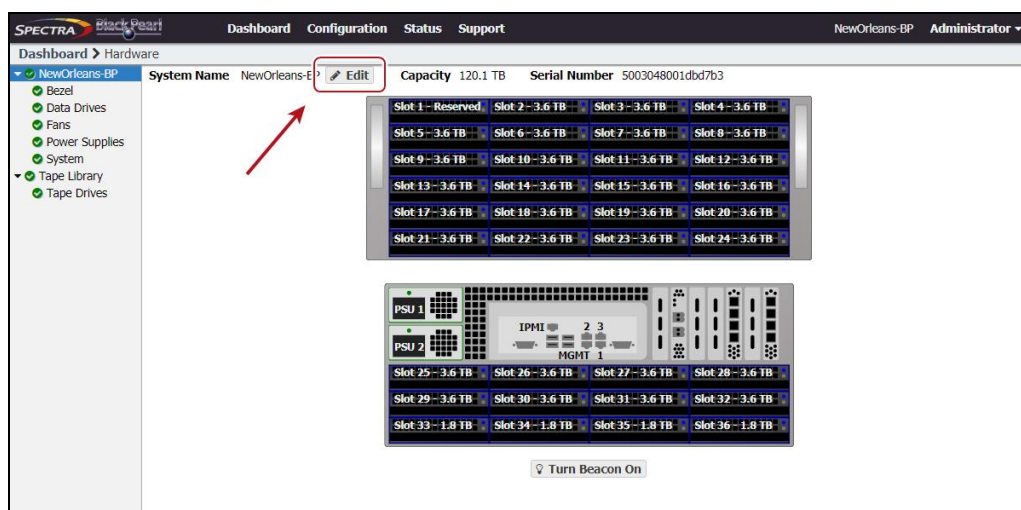 SPECTRA BlackPearl Dashboard Configuration Status Support NewOrleans-BP Administrator
Dashboard > Hardware
NewOrleans-BP
Bezel
Data Drives
Fans
Power Supplies
System
Tape Library
Tape Drives
System Name NewOrleans-BP Edit Capacity 120.1 TB Serial Number 5003048001dbd7b3
Slot 1 - Reserved Slot 2 - 3.6 TB Slot 3 - 3.6 TB Slot 4 - 3.6 TB
Slot 5 - 3.6 TB Slot 6 - 3.6 TB Slot 7 - 3.6 TB Slot 8 - 3.6 TB
Slot 9 - 3.6 TB Slot 10 - 3.6 TB Slot 11 - 3.6 TB Slot 12 - 3.6 TB
Slot 13 - 3.6 TB Slot 14 - 3.6 TB Slot 15 - 3.6 TB Slot 16 - 3.6 TB
Slot 17 - 3.6 TB Slot 18 - 3.6 TB Slot 19 - 3.6 TB Slot 20 - 3.6 TB
Slot 21 - 3.6 TB Slot 22 - 3.6 TB Slot 23 - 3.6 TB Slot 24 - 3.6 TB
PSU 1
IPMI 2 3
PSU 2
MGMT 1
Slot 25 - 3.6 TB Slot 26 - 3.6 TB Slot 27 - 3.6 TB Slot 28 - 3.6 TB
Slot 29 - 3.6 TB Slot 30 - 3.6 TB Slot 31 - 3.6 TB Slot 32 - 3.6 TB
Slot 33 - 1.8 TB Slot 34 - 1.8 TB Slot 35 - 1.8 TB Slot 36 - 1.8 TB
Turn Beacon On